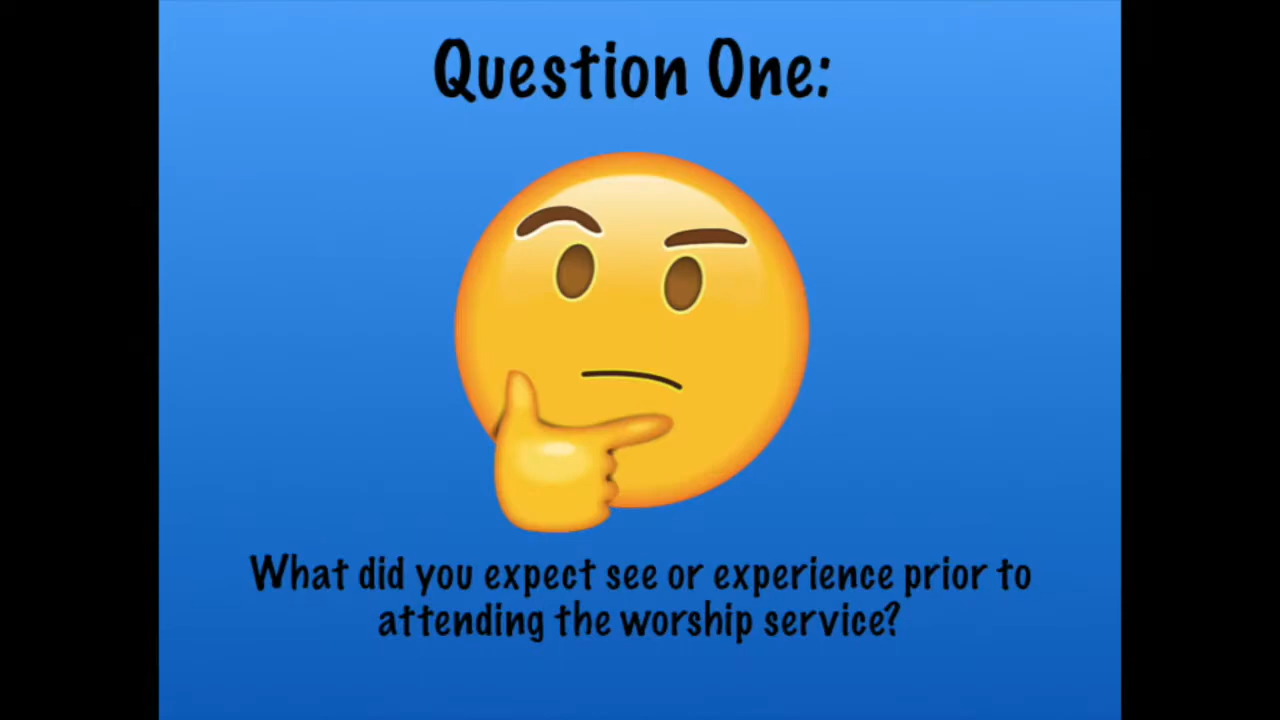 Question One:
What did you expect see or experience prior to
attending the worship service?